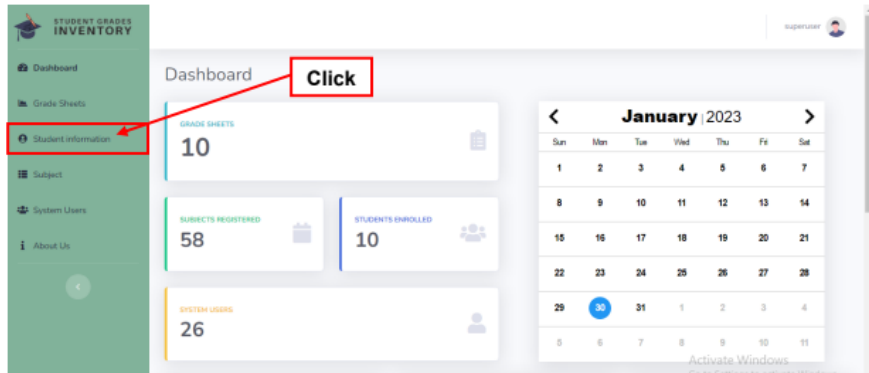 STUDENT GRADES
INVENTORY
superuser
Dashboard
Grade Sheets
Student information
Subject
System Users
About Us
Dashboard
Click
GRADE SHEETS
10
SUBJECTS REGISTERED
58
STUDENTS ENROLLED
10
SYSTEM USERS
26
January | 2023
Sun Mon Tue Wed Thu Fri Sat
1 2 3 4 5 6 7
8 9 10 11 12 13 14
15 16 17 18 19 20 21
22 23 24 25 26 27 28
29 30 31 1 2 3 4
5 6 7 8 9 10 11
Activate Windows